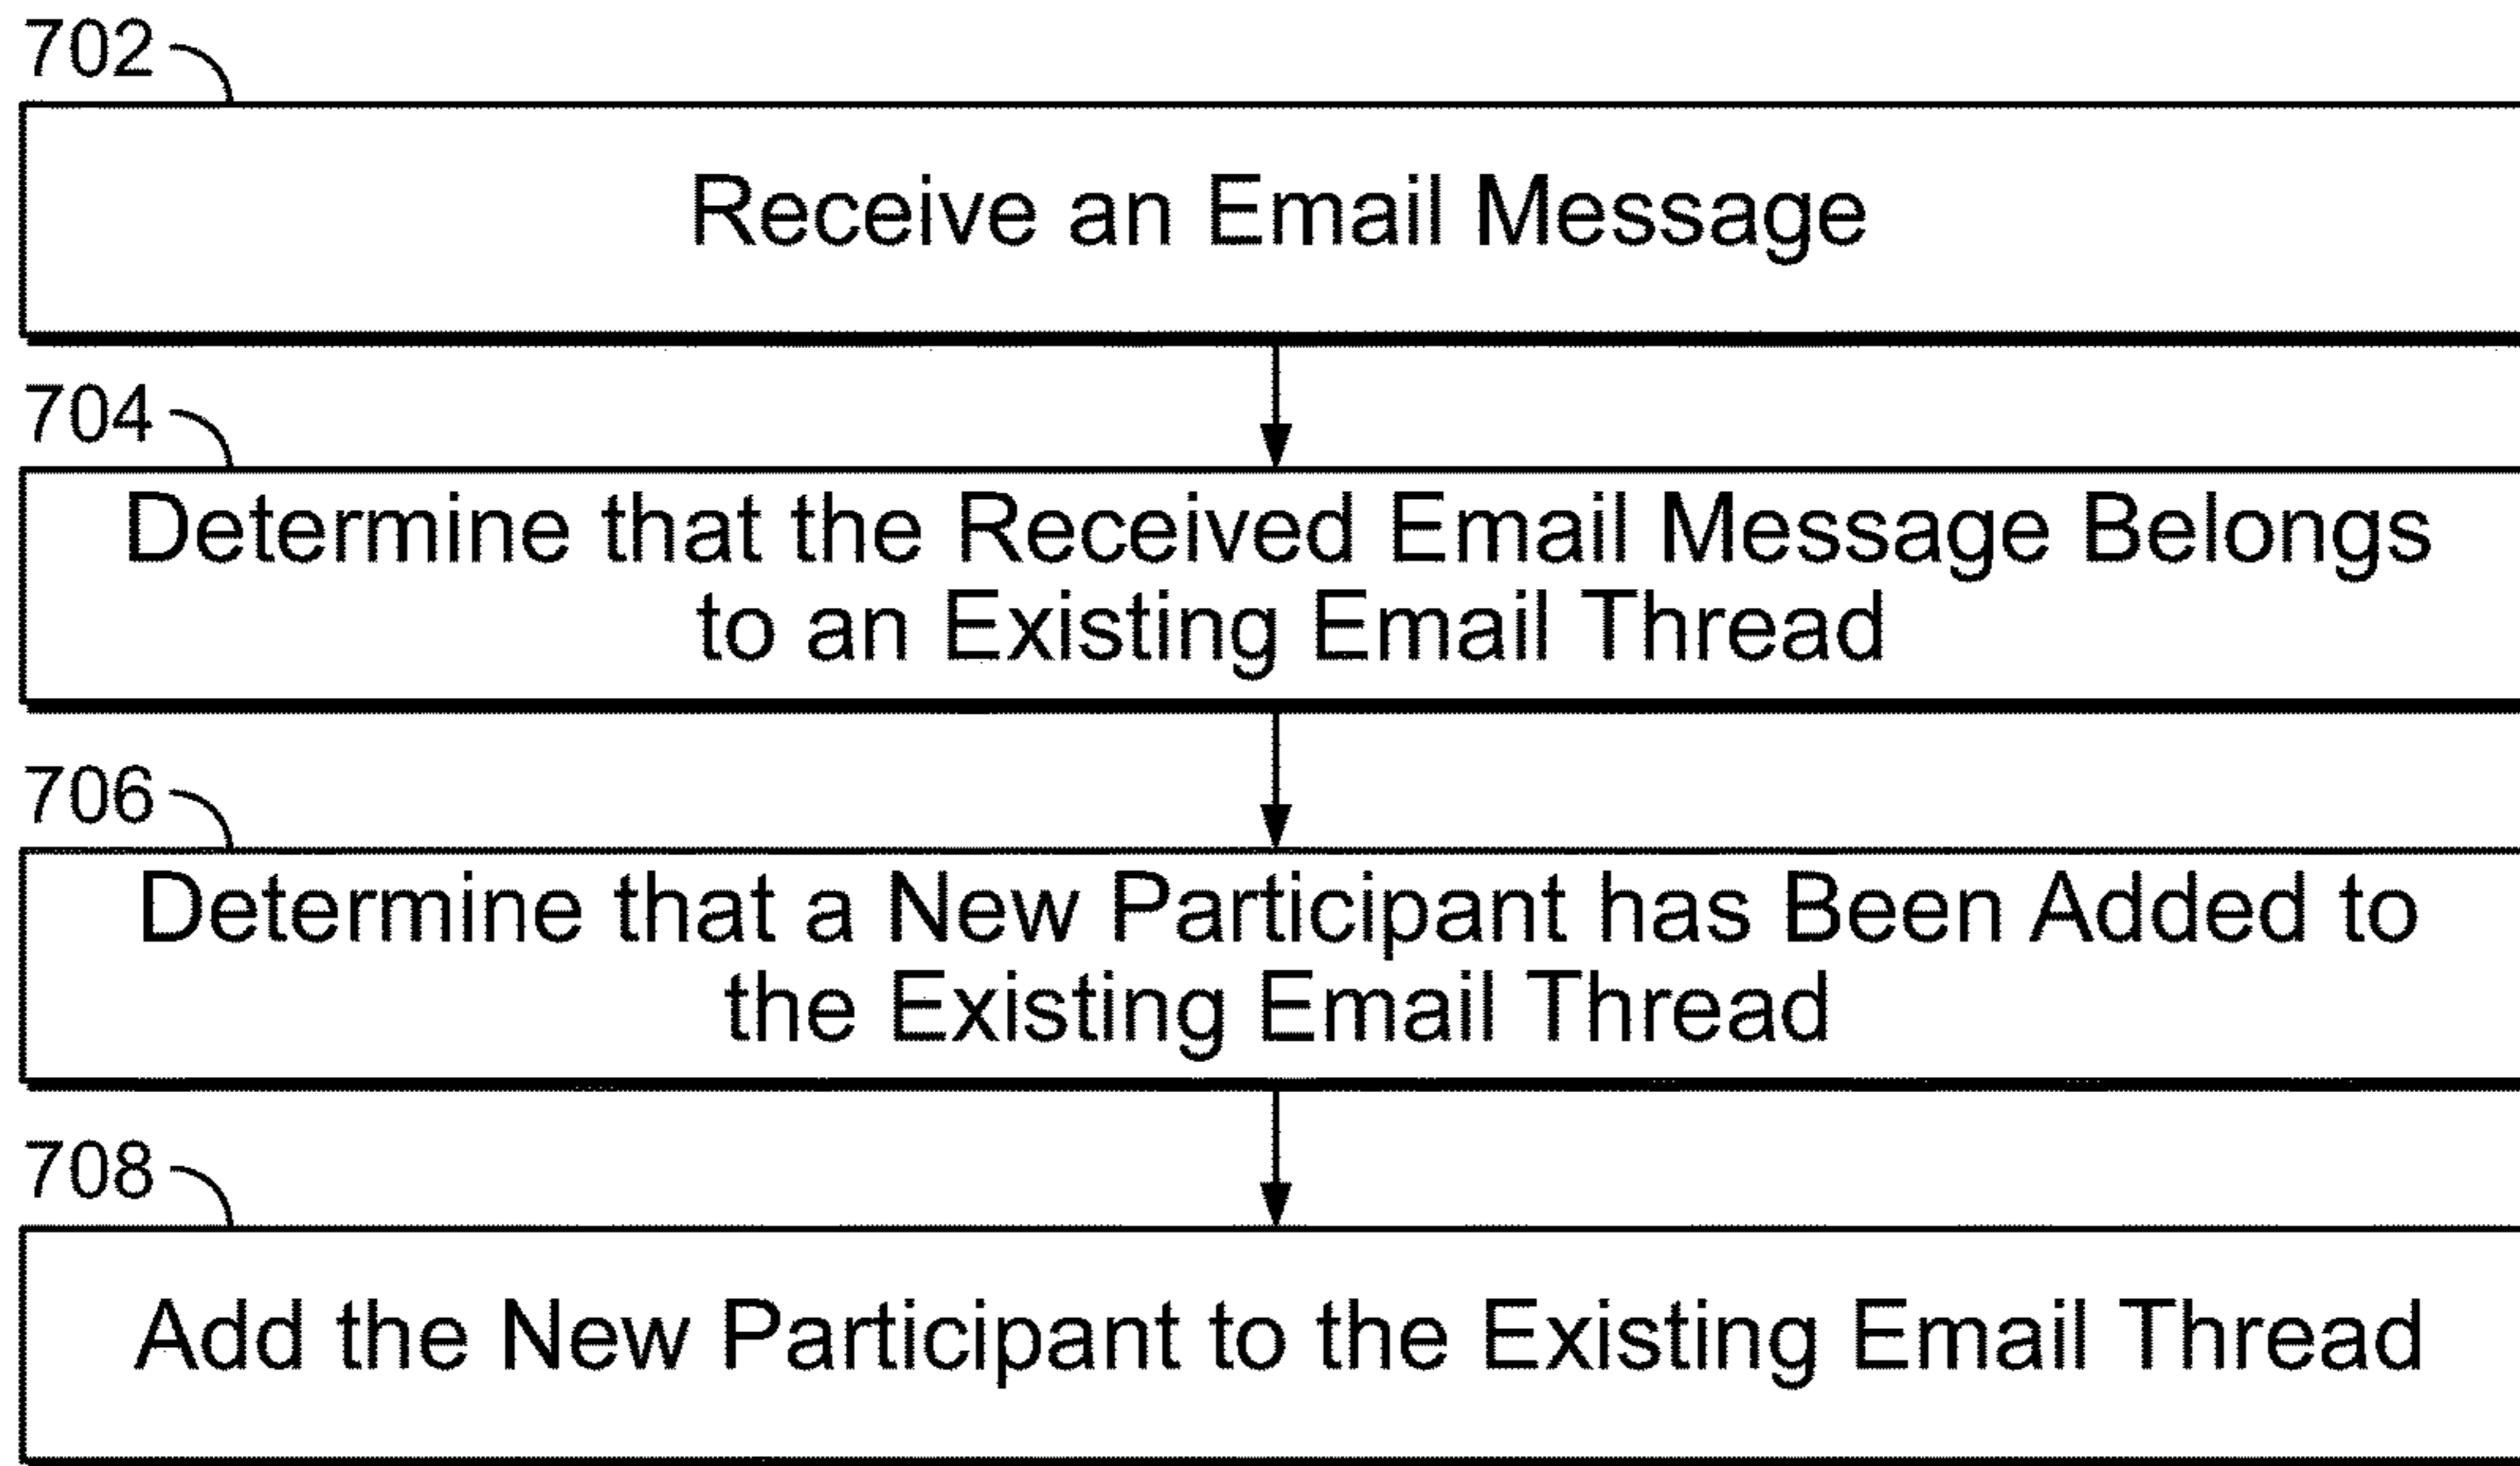 702
Receive an Email Message
704
Determine that the Received Email Message Belongs
to an Existing Email Thread
706
Determine that a New Participant has Been Added to
the Existing Email Thread
708
Add the New Participant to the Existing Email Thread